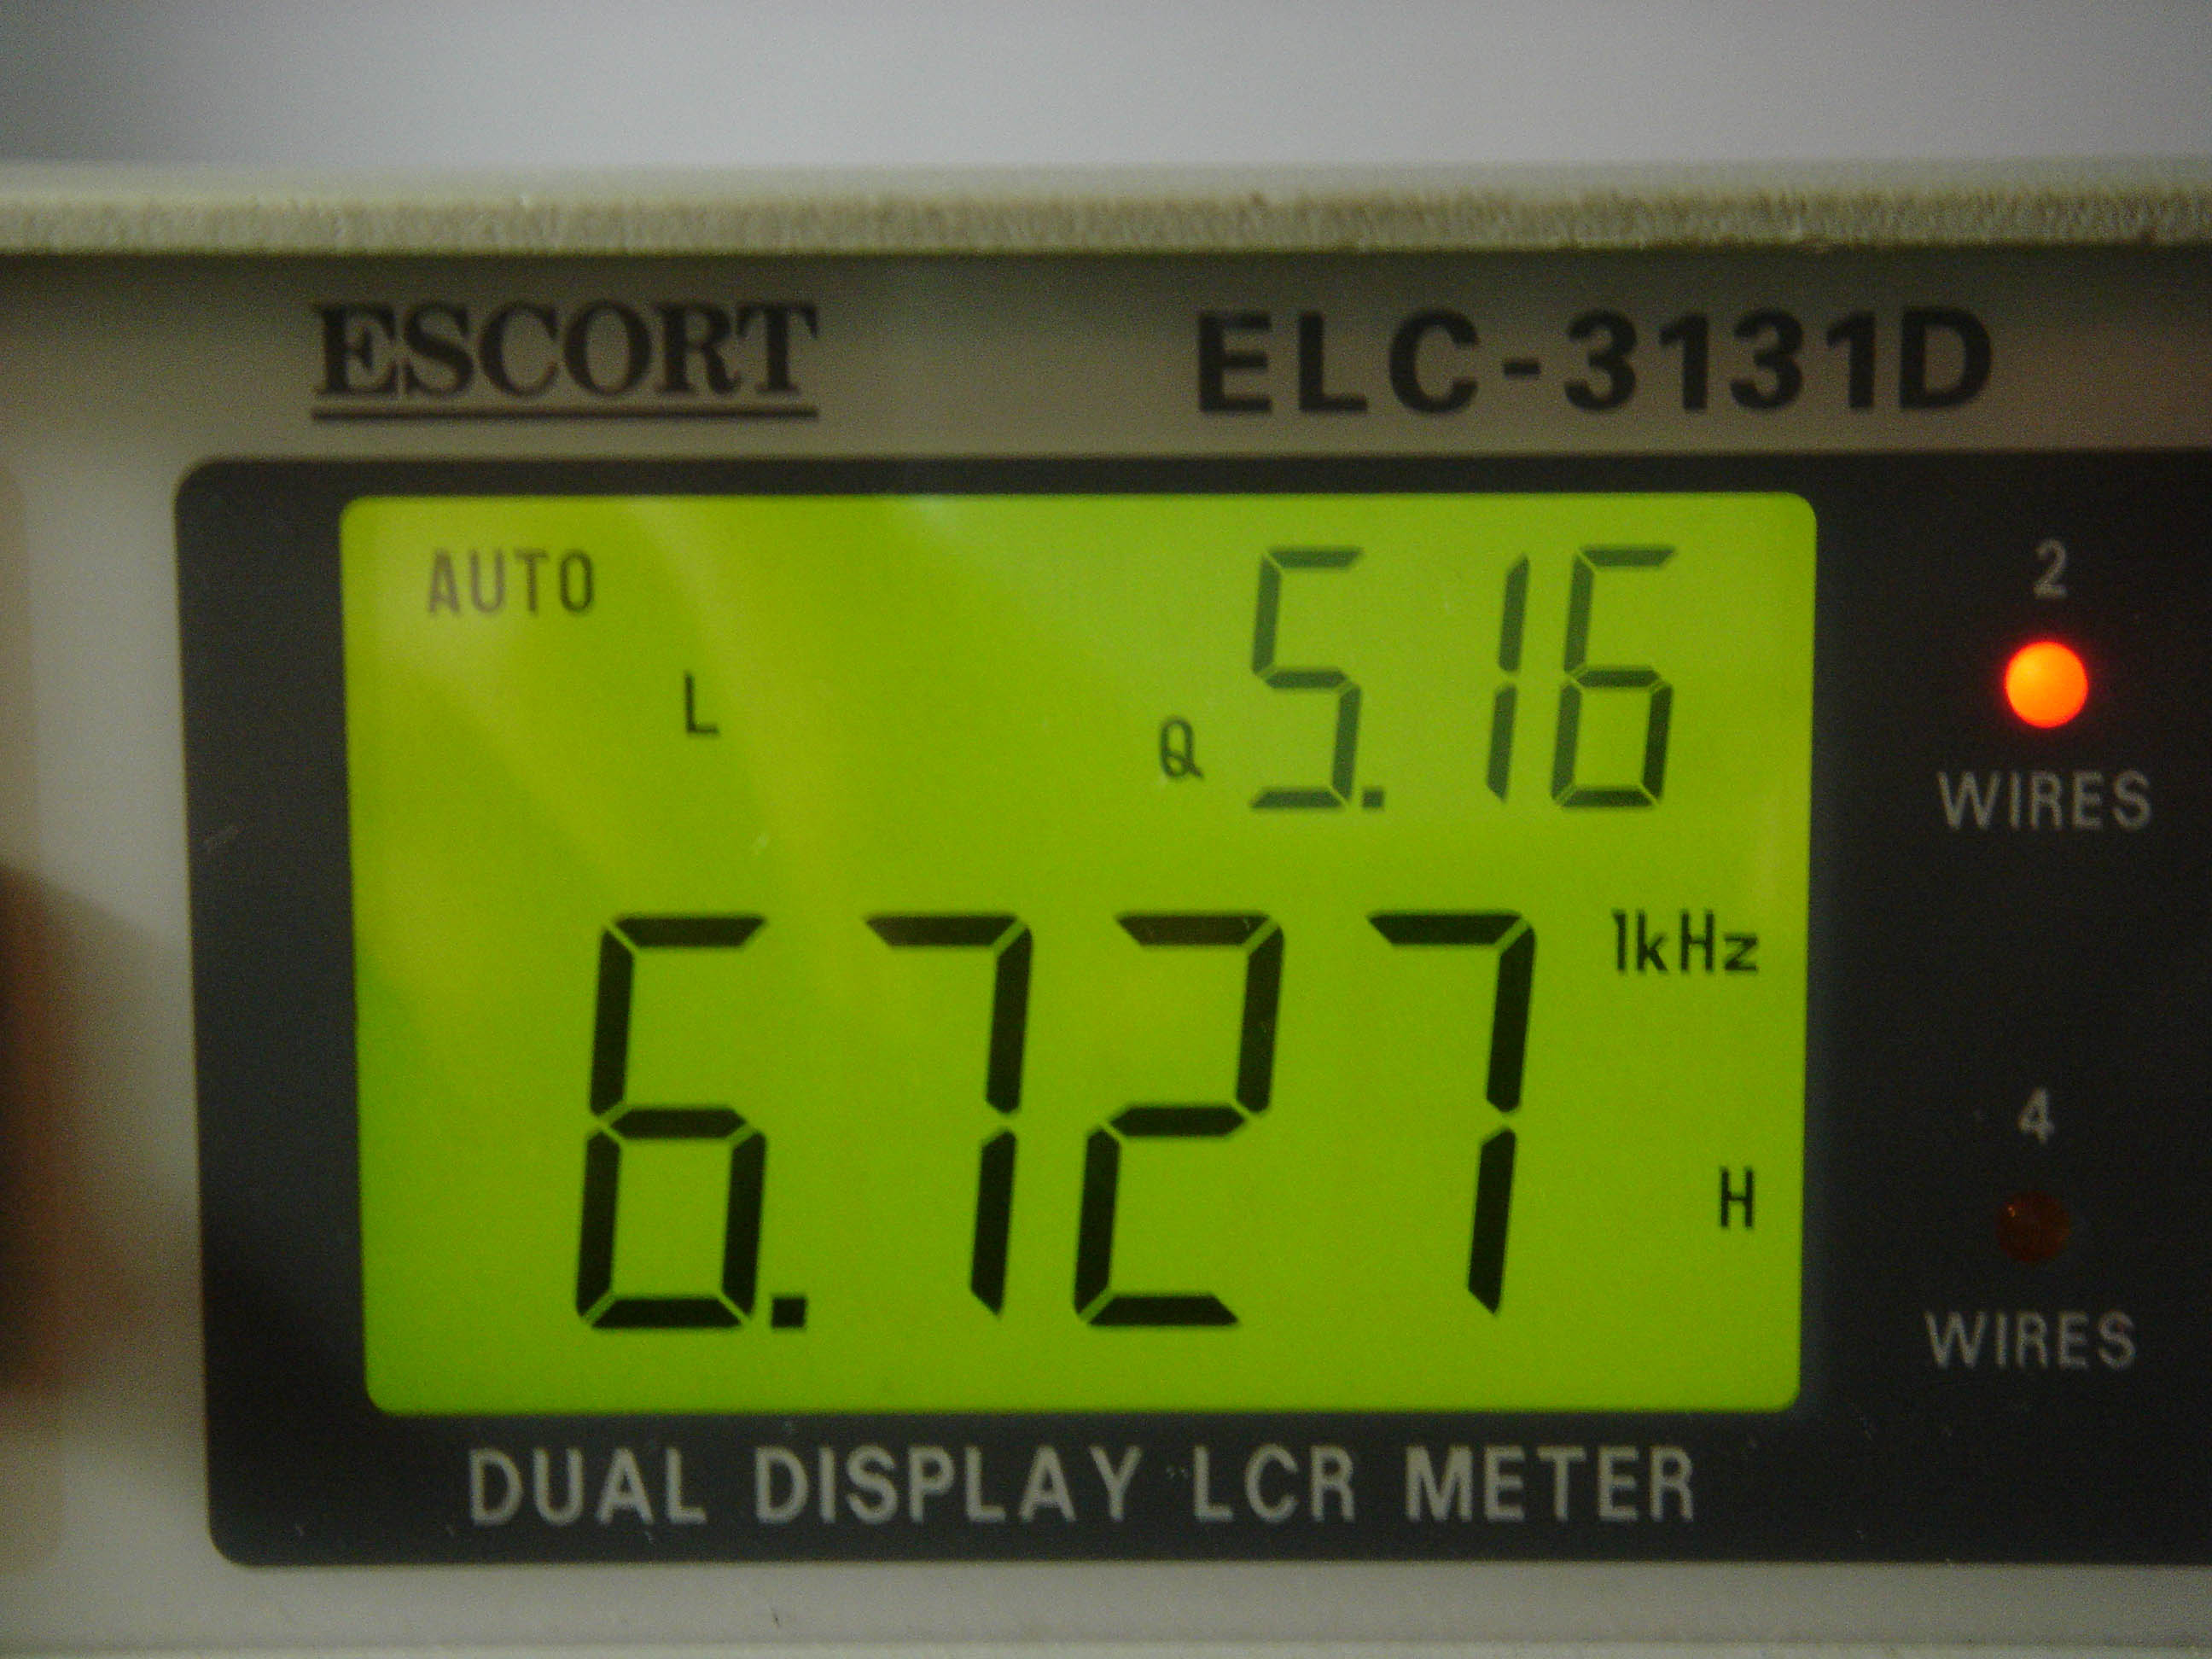 ESCORT ELC-3131D
AUTO
L
Q 5.16
2
WIRES
6.727 1kHz
H
4
WIRES
DUAL DISPLAY LCR METER